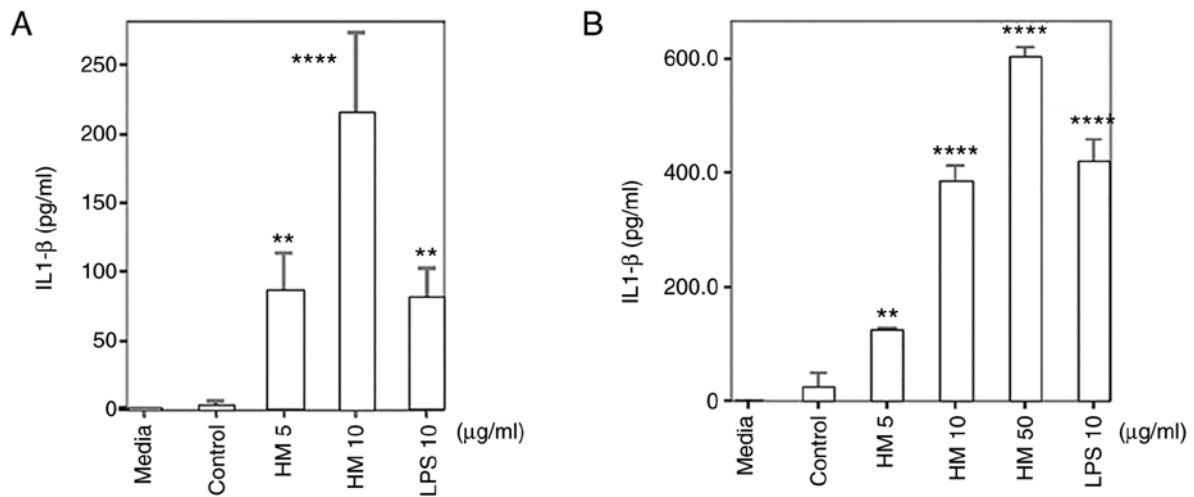 A
IL1-β (pg/ml)
250
200
150
100
50
0
****
**
**
Media
Control
HM 5
HM 10
LPS 10
(μg/ml)
B
IL1-β (pg/ml)
600.0
400.0
200.0
0
****
****
****
**
Media
Control
HM 5
HM 10
HM 50
LPS 10
(μg/ml)